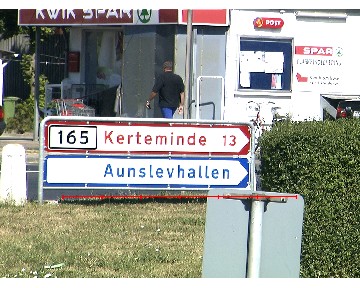 KWIK SPAR
POST
SPAR
165 Kerteminde 13
Aunslevhallen